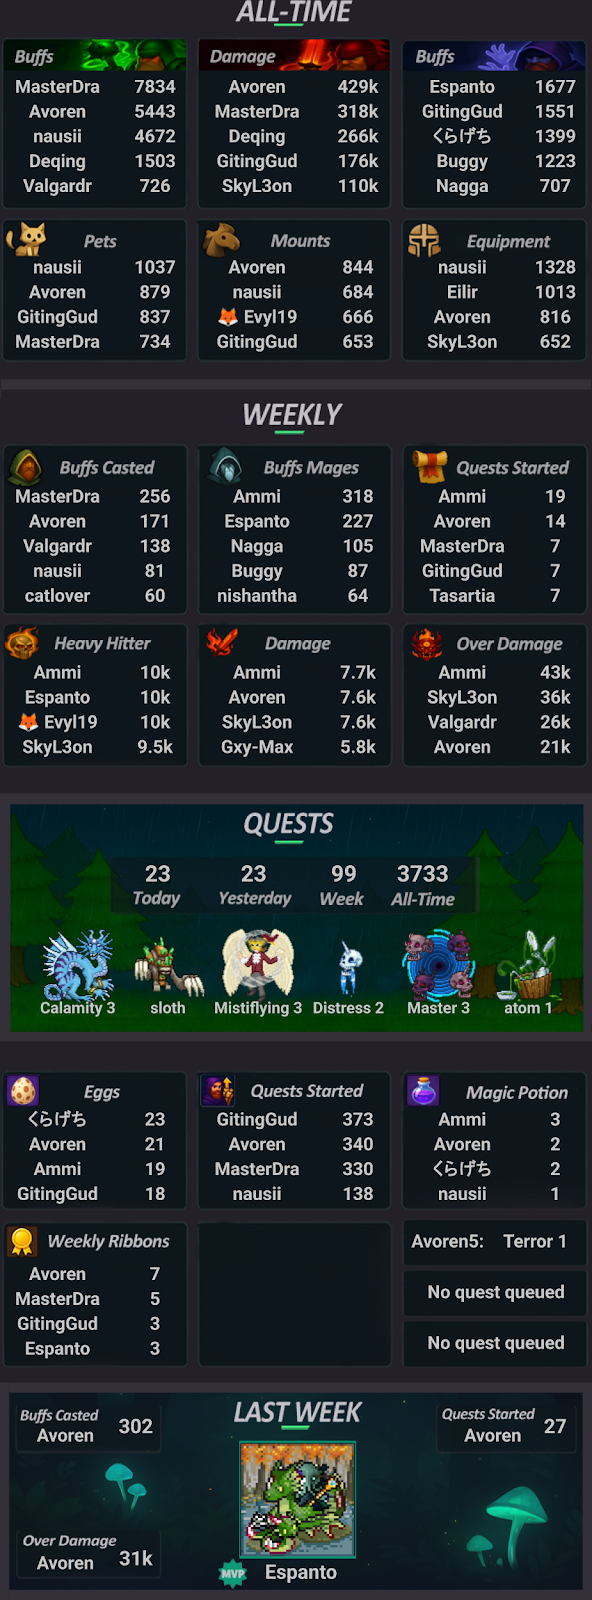 ALL-TIME
Buffs
MasterDra 7834
Avoren 5443
nausii 4672
Deqing 1503
Valgardr 726
Damage
Avoren 429k
MasterDra 318k
Deqing 266k
GitingGud 176k
SkyL3on 110k
Buffs
Espanto 1677
GitingGud 1551
くらげち 1399
Buggy 1223
Nagga 707
Pets
nausii 1037
Avoren 879
GitingGud 837
MasterDra 734
Mounts
Avoren 844
nausii 684
🦊 Evyl19 666
GitingGud 653
Equipment
nausii 1328
Eilir 1013
Avoren 816
SkyL3on 652
WEEKLY
Buffs Casted
MasterDra 256
Avoren 171
Valgardr 138
nausii 81
catlover 60
Buffs Mages
Ammi 318
Espanto 227
Nagga 105
Buggy 87
nishantha 64
Quests Started
Ammi 19
Avoren 14
MasterDra 7
GitingGud 7
Tasartia 7
Heavy Hitter
Ammi 10k
Espanto 10k
🦊 Evyl19 10k
SkyL3on 9.5k
Damage
Ammi 7.7k
Avoren 7.6k
SkyL3on 7.6k
Gxy-Max 5.8k
Over Damage
Ammi 43k
SkyL3on 36k
Valgardr 26k
Avoren 21k
QUESTS
23 23 99 3733
Today Yesterday Week All-Time
Calamity 3 sloth Mistiflying 3 Distress 2 Master 3 atom 1
Eggs
くらげち 23
Avoren 21
Ammi 19
GitingGud 18
Quests Started
GitingGud 373
Avoren 340
MasterDra 330
nausii 138
Magic Potion
Ammi 3
Avoren 2
くらげち 2
nausii 1
Weekly Ribbons
Avoren 7
MasterDra 5
GitingGud 3
Espanto 3
Avoren5: Terror 1
No quest queued
No quest queued
LAST WEEK
Buffs Casted
Avoren 302
Quests Started
Avoren 27
Over Damage
Avoren 31k
MVP Espanto